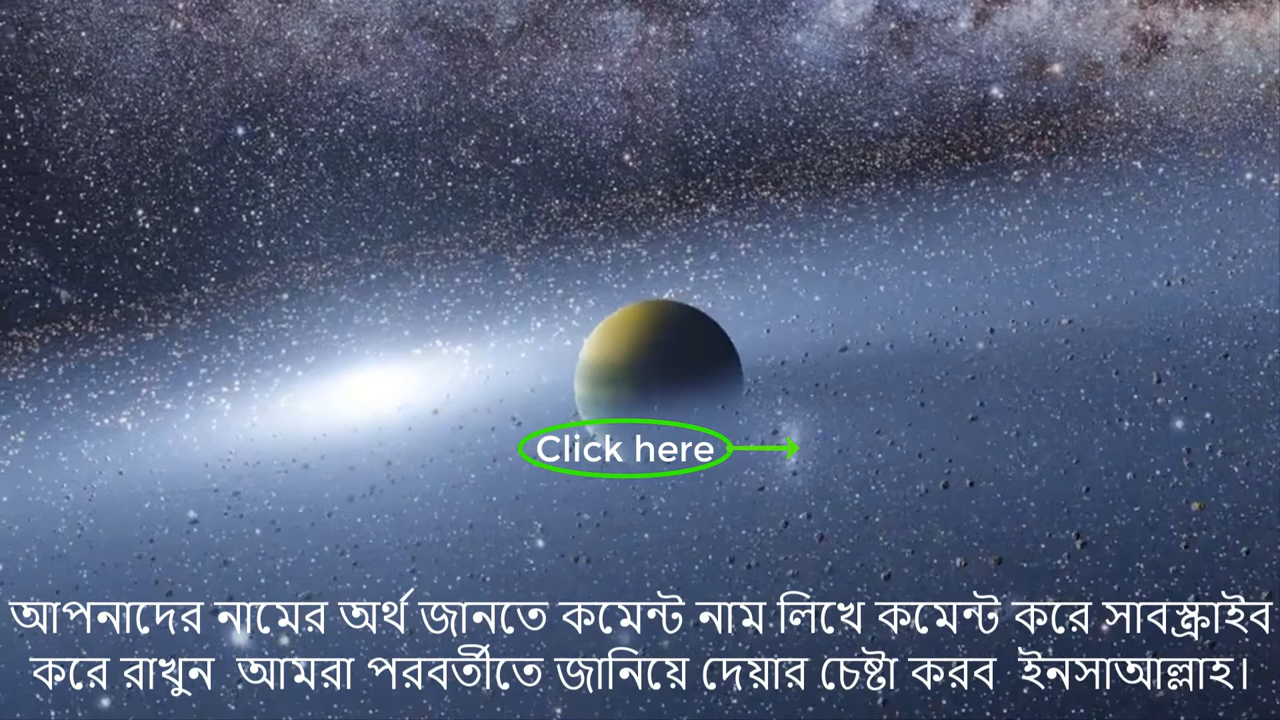 Click here
আপনাদের নামের অর্থ জানতে কমেন্ট নাম লিখে কমেন্ট করে সাবস্ক্রাইব
করে রাখুন আমরা পরবর্তীতে জানিয়ে দেয়ার চেষ্টা করব ইনসাআল্লাহ।